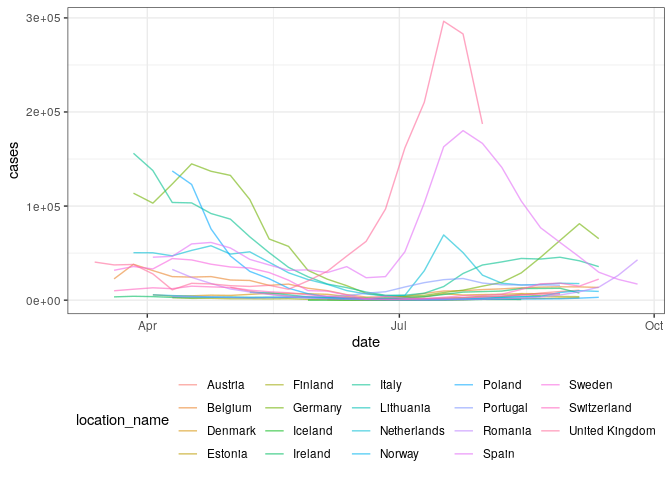 3e+05
2e+05
1e+05
0e+00
cases
Apr Jul Oct
date
location_name
Austria Finland Italy Poland Sweden
Belgium Germany Lithuania Portugal Switzerland
Denmark Iceland Netherlands Romania United Kingdom
Estonia Ireland Norway Spain